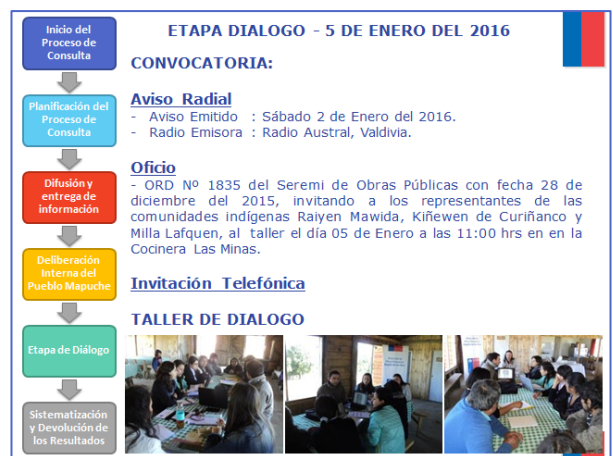 Inicio del
Proceso de
Consulta
Planificación del
Proceso de
Consulta
Difusión y
entrega de
información
Deliberación
Interna del
Pueblo Mapuche
Etapa de Diálogo
Sistematización
y Devolución de
los Resultados
ETAPA DIALOGO - 5 DE ENERO DEL 2016
CONVOCATORIA:
Aviso Radial
- Aviso Emitido : Sábado 2 de Enero del 2016.
- Radio Emisora : Radio Austral, Valdivia.
Oficio
- ORD Nº 1835 del Seremi de Obras Públicas con fecha 28 de
diciembre del 2015, invitando a los representantes de las
comunidades indígenas Raiyen Mawida, Kiñewen de Curiñanco y
Milla Lafquen, al taller el día 05 de Enero a las 11:00 hrs en en la
Cocinera Las Minas.
Invitación Telefónica
TALLER DE DIALOGO